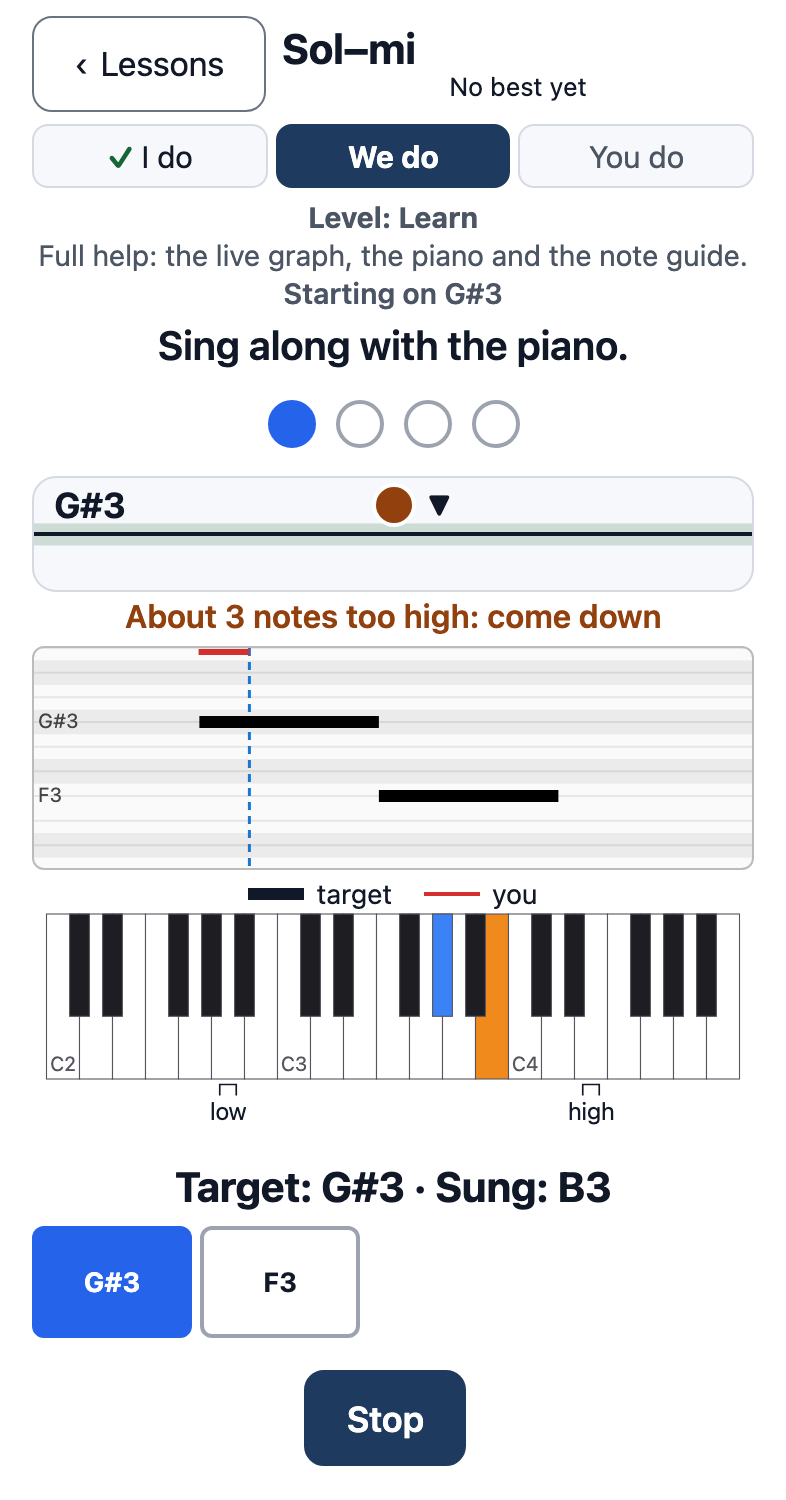 ‹ Lessons
Sol–mi
No best yet
✓ I do
We do
You do
Level: Learn
Full help: the live graph, the piano and the note guide.
Starting on G#3
Sing along with the piano.
G#3
About 3 notes too high: come down
G#3
F3
target
you
C2
C3
C4
low
high
Target: G#3 · Sung: B3
G#3
F3
Stop